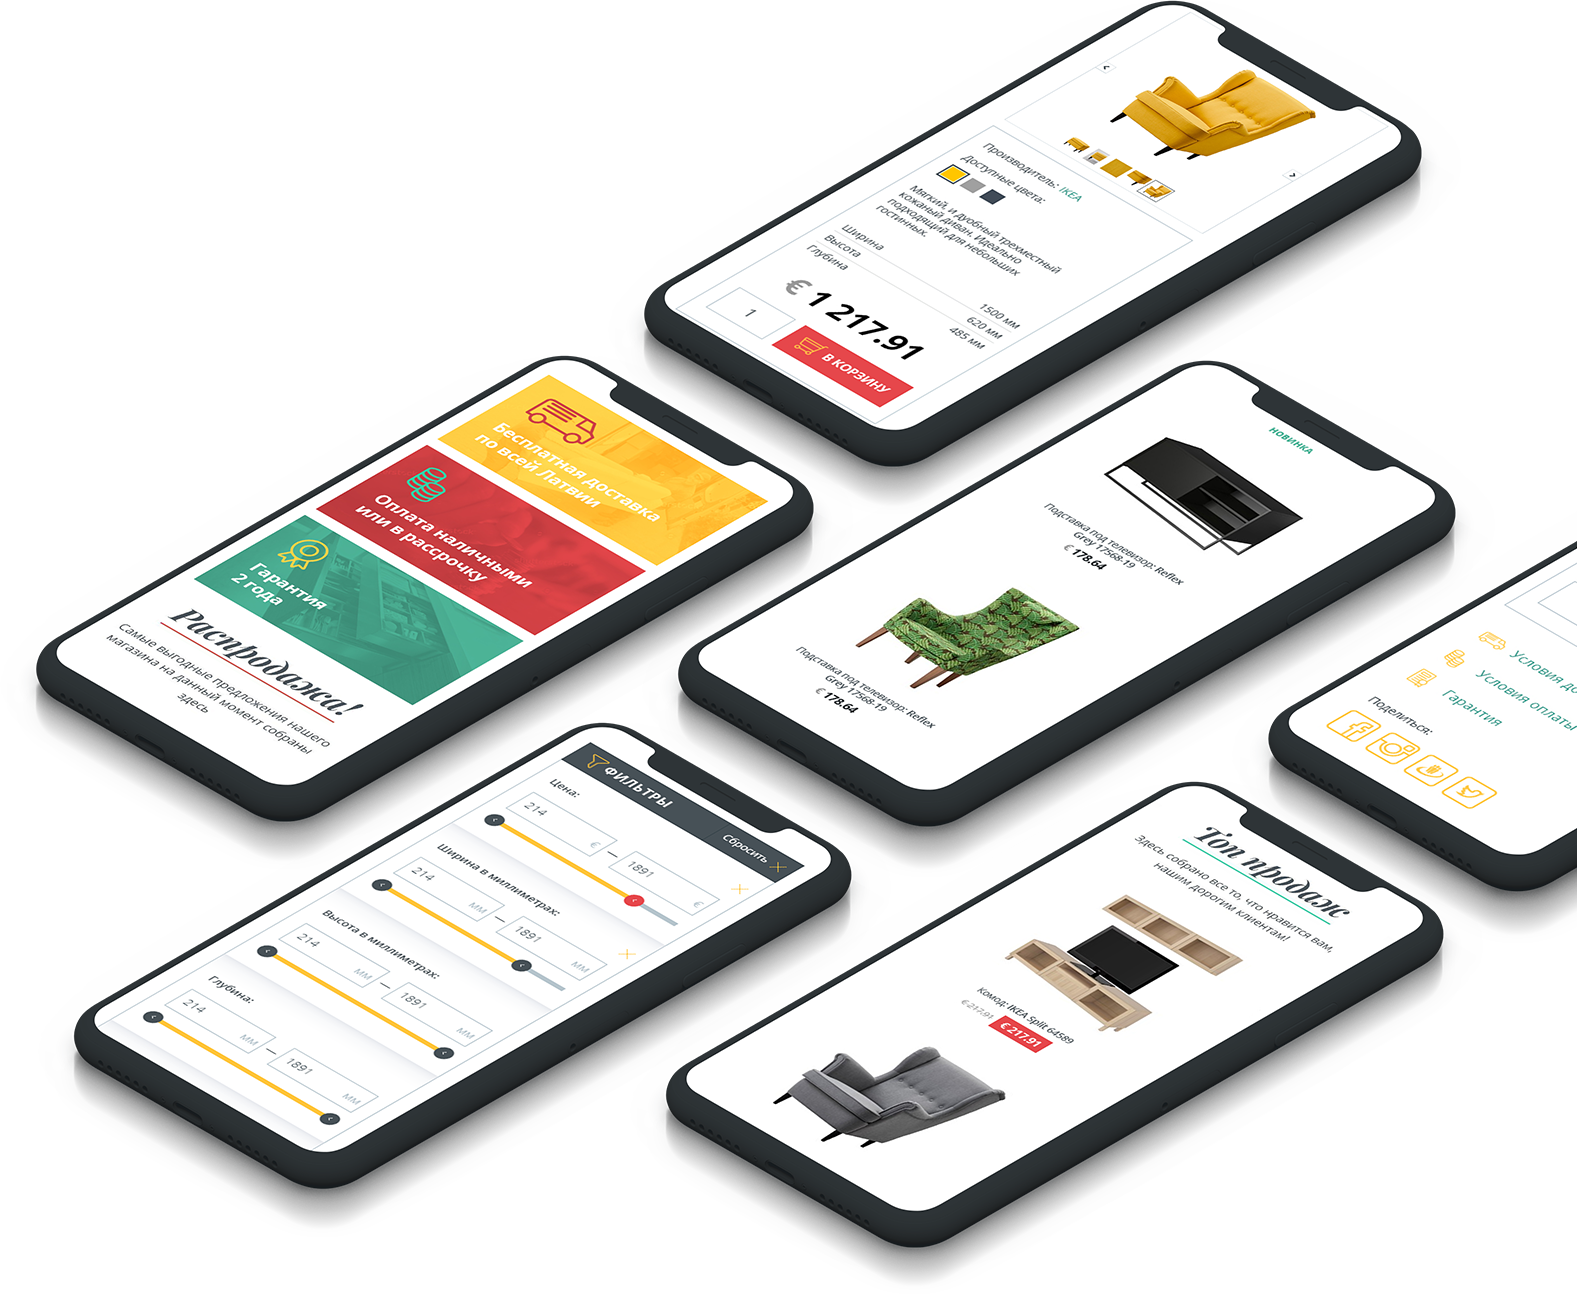 Производитель: IKEA
Доступные цвета:
Мягкий, и дуобный трехместный
кожаный диван. Идеально
подходящий для небольших
гостинных.
Ширина 1500 мм
Высота 620 мм
Глубина 485 мм
€ 1 217.91
1
В КОРЗИНУ
Бесплатная доставка
по всей Латвии
Оплата наличными
или в рассрочку
Гарантия
2 года
Распродажа!
Самые выгодные предложения нашего
магазина на данный момент собраны
здесь
НОВИНКА
Подставка под телевизор: Reflex
Grey 17568-19
€ 178.64
Подставка под телевизор: Reflex
Grey 17568-19
€ 178.64
Условия до
Условия оплаты
Гарантия
Поделиться:
ФИЛЬТРЫ
Сбросить
Цена:
214 € — 1891 €
Ширина в миллиметрах:
214 мм — 1891 мм
Высота в миллиметрах:
214 мм — 1891 мм
Глубина:
214 мм — 1891 мм
Топ продаж
Здесь собрано все то, что нравится вам,
нашим дорогим клиентам!
Комод: IKEA Split 64589
€ 217.91
€ 217.91